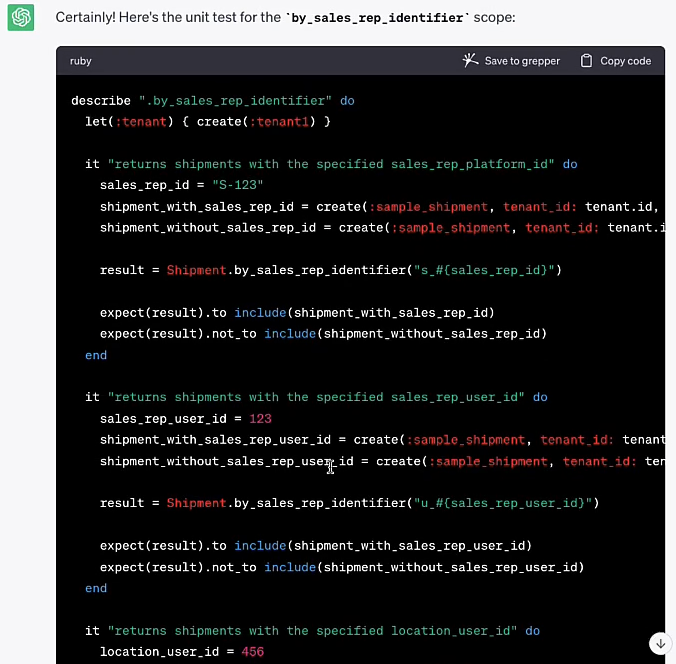 Certainly! Here's the unit test for the `by_sales_rep_identifier` scope:
ruby Save to grepper Copy code
describe ".by_sales_rep_identifier" do
let(:tenant) { create(:tenant1) }
it "returns shipments with the specified sales_rep_platform_id" do
sales_rep_id = "S-123"
shipment_with_sales_rep_id = create(:sample_shipment, tenant_id: tenant.id,
shipment_without_sales_rep_id = create(:sample_shipment, tenant_id: tenant.i
result = Shipment.by_sales_rep_identifier("s_#{sales_rep_id}")
expect(result).to include(shipment_with_sales_rep_id)
expect(result).not_to include(shipment_without_sales_rep_id)
end
it "returns shipments with the specified sales_rep_user_id" do
sales_rep_user_id = 123
shipment_with_sales_rep_user_id = create(:sample_shipment, tenant_id: tenant
shipment_without_sales_rep_user_id = create(:sample_shipment, tenant_id: ten
result = Shipment.by_sales_rep_identifier("u_#{sales_rep_user_id}")
expect(result).to include(shipment_with_sales_rep_user_id)
expect(result).not_to include(shipment_without_sales_rep_user_id)
end
it "returns shipments with the specified location_user_id" do
location_user_id = 456